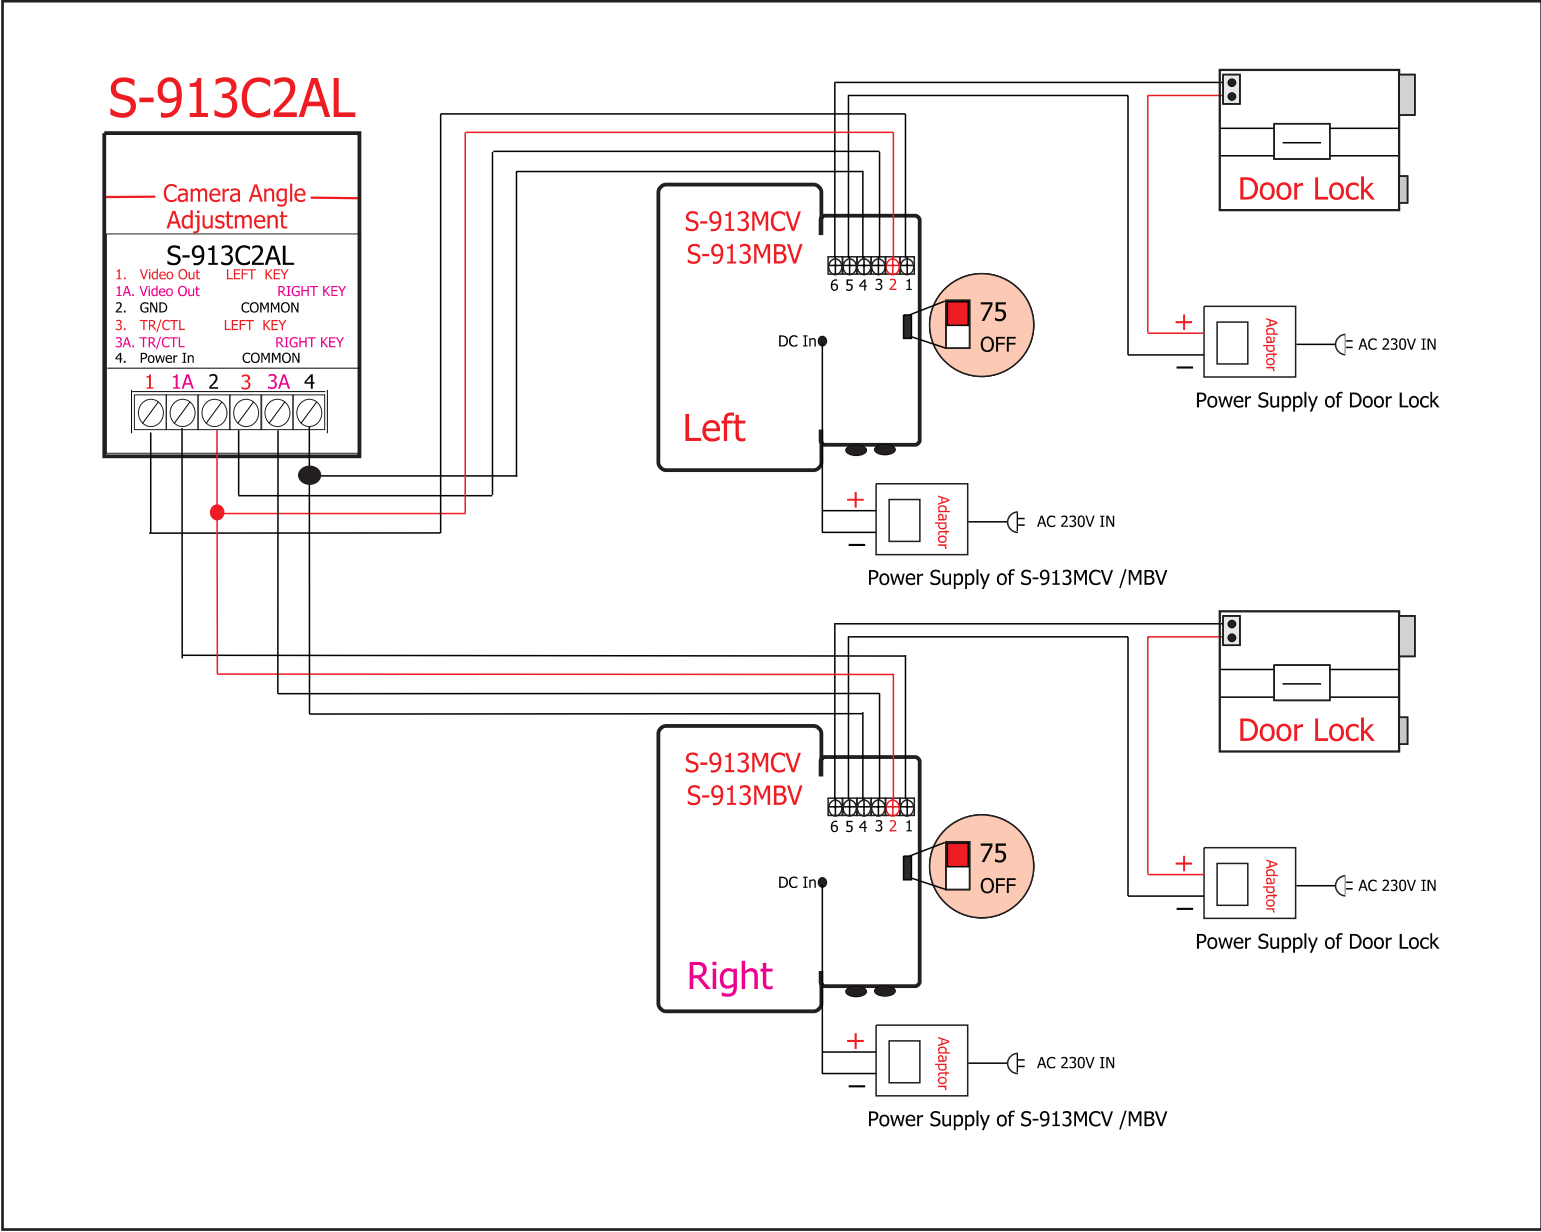 S-913C2AL
Camera Angle
Adjustment
S-913C2AL
1. Video Out LEFT KEY
1A. Video Out RIGHT KEY
2. GND COMMON
3. TR/CTL LEFT KEY
3A. TR/CTL RIGHT KEY
4. Power In COMMON
1 1A 2 3 3A 4
S-913MCV
S-913MBV
6 5 4 3 2 1
75
OFF
DC In
Left
+
−
Adaptor
AC 230V IN
Power Supply of S-913MCV /MBV
Door Lock
+
−
Adaptor
AC 230V IN
Power Supply of Door Lock
S-913MCV
S-913MBV
6 5 4 3 2 1
75
OFF
DC In
Right
+
−
Adaptor
AC 230V IN
Power Supply of S-913MCV /MBV
Door Lock
+
−
Adaptor
AC 230V IN
Power Supply of Door Lock